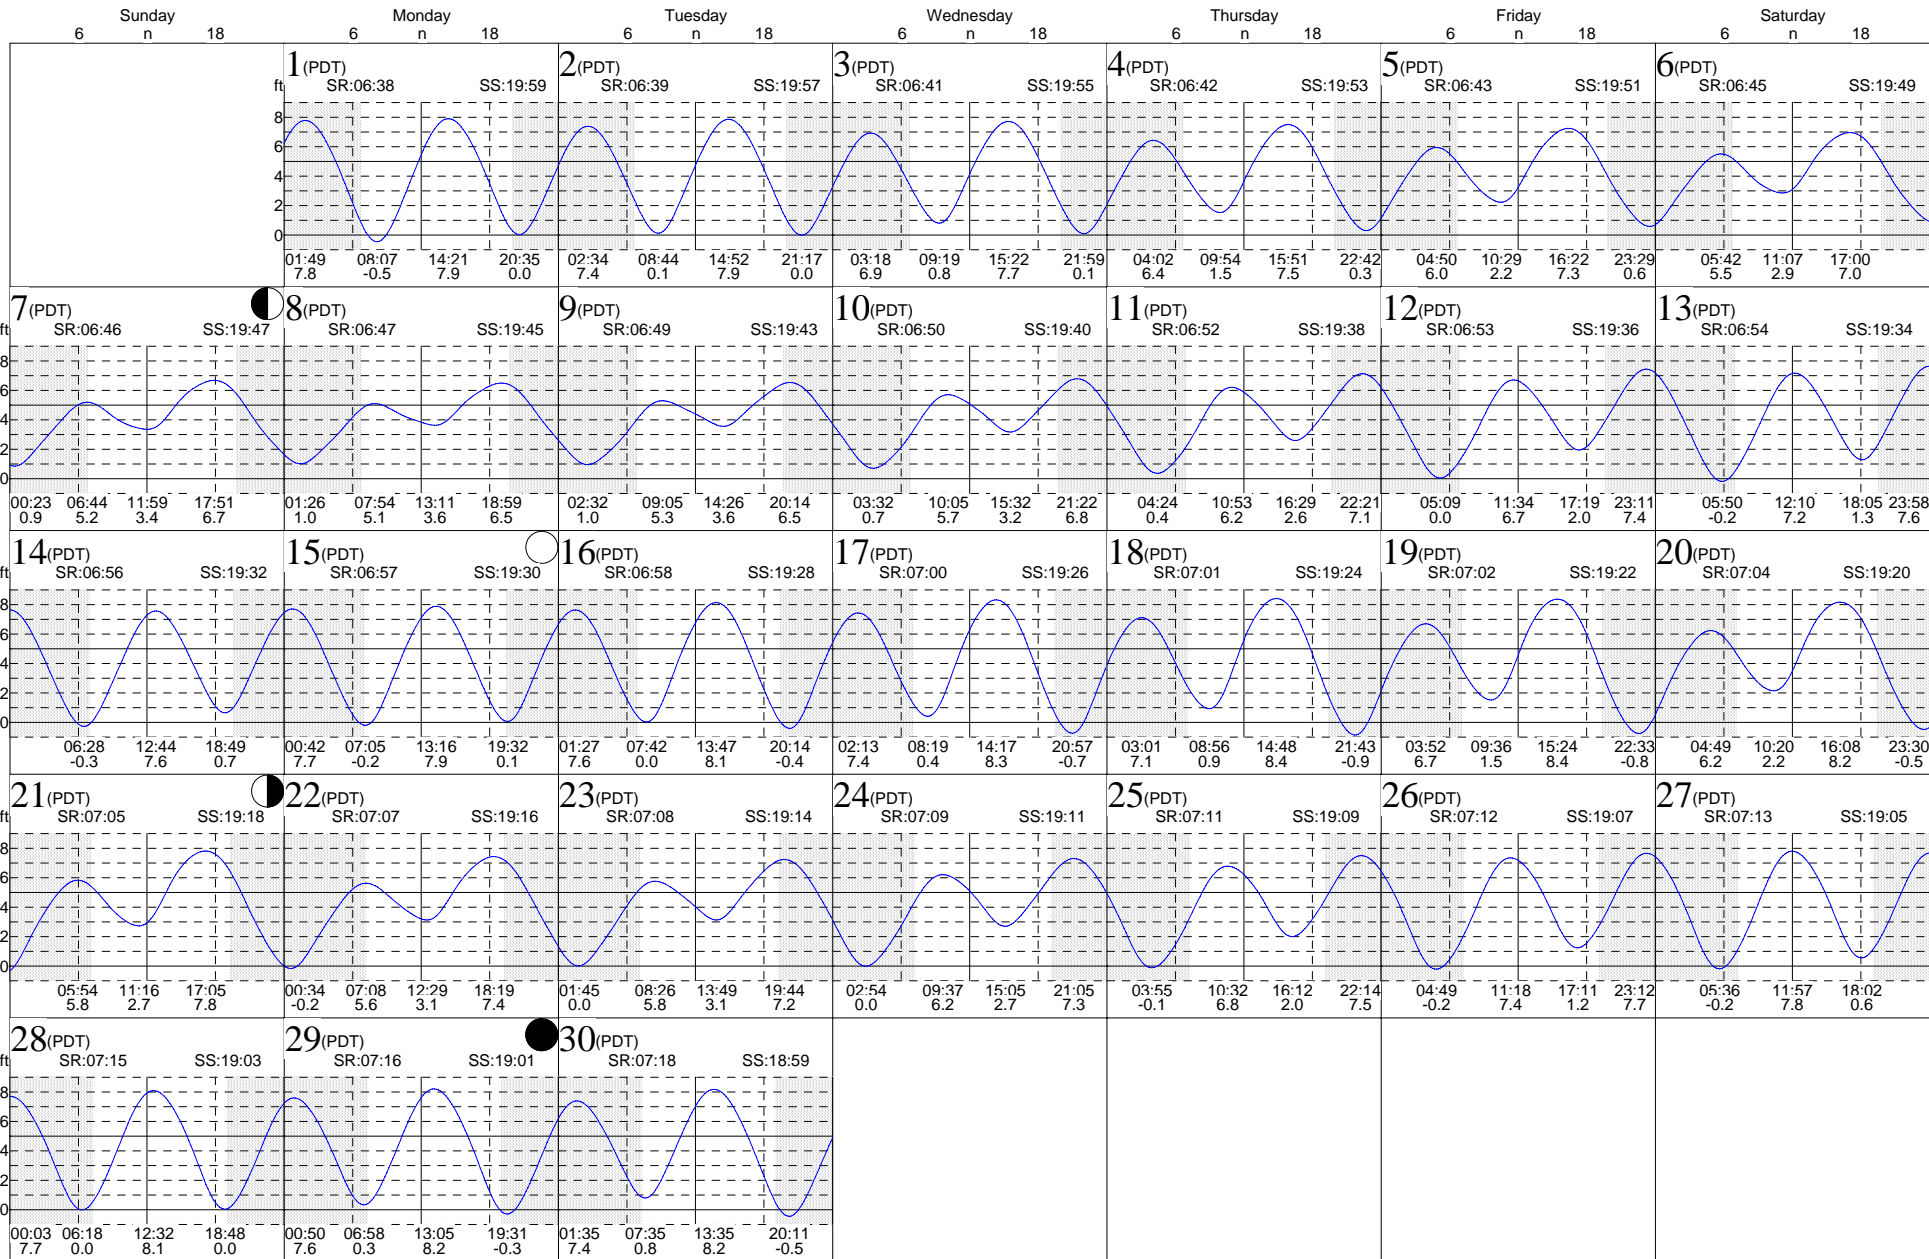 Sunday Monday Tuesday Wednesday Thursday Friday Saturday
6 n 18 6 n 18 6 n 18 6 n 18 6 n 18 6 n 18 6 n 18
1(PDT) 2(PDT) 3(PDT) 4(PDT) 5(PDT) 6(PDT)
ft SR:06:38 SS:19:59 SR:06:39 SS:19:57 SR:06:41 SS:19:55 SR:06:42 SS:19:53 SR:06:43 SS:19:51 SR:06:45 SS:19:49
8
6
4
2
0
01:49 08:07 14:21 20:35 02:34 08:44 14:52 21:17 03:18 09:19 15:22 21:59 04:02 09:54 15:51 22:42 04:50 10:29 16:22 23:29 05:42 11:07 17:00
7.8 -0.5 7.9 0.0 7.4 0.1 7.9 0.0 6.9 0.8 7.7 0.1 6.4 1.5 7.5 0.3 6.0 2.2 7.3 0.6 5.5 2.9 7.0
7(PDT) 8(PDT) 9(PDT) 10(PDT) 11(PDT) 12(PDT) 13(PDT)
ft SR:06:46 SS:19:47 SR:06:47 SS:19:45 SR:06:49 SS:19:43 SR:06:50 SS:19:40 SR:06:52 SS:19:38 SR:06:53 SS:19:36 SR:06:54 SS:19:34
8
6
4
2
0
00:23 06:44 11:59 17:51 01:26 07:54 13:11 18:59 02:32 09:05 14:26 20:14 03:32 10:05 15:32 21:22 04:24 10:53 16:29 22:21 05:09 11:34 17:19 23:11 05:50 12:10 18:05 23:58
0.9 5.2 3.4 6.7 1.0 5.1 3.6 6.5 1.0 5.3 3.6 6.5 0.7 5.7 3.2 6.8 0.4 6.2 2.6 7.1 0.0 6.7 2.0 7.4 -0.2 7.2 1.3 7.6
14(PDT) 15(PDT) 16(PDT) 17(PDT) 18(PDT) 19(PDT) 20(PDT)
ft SR:06:56 SS:19:32 SR:06:57 SS:19:30 SR:06:58 SS:19:28 SR:07:00 SS:19:26 SR:07:01 SS:19:24 SR:07:02 SS:19:22 SR:07:04 SS:19:20
8
6
4
2
0
06:28 12:44 18:49 00:42 07:05 13:16 19:32 01:27 07:42 13:47 20:14 02:13 08:19 14:17 20:57 03:01 08:56 14:48 21:43 03:52 09:36 15:24 22:33 04:49 10:20 16:08 23:30
-0.3 7.6 0.7 7.7 -0.2 7.9 0.1 7.6 0.0 8.1 -0.4 7.4 0.4 8.3 -0.7 7.1 0.9 8.4 -0.9 6.7 1.5 8.4 -0.8 6.2 2.2 8.2 -0.5
21(PDT) 22(PDT) 23(PDT) 24(PDT) 25(PDT) 26(PDT) 27(PDT)
ft SR:07:05 SS:19:18 SR:07:07 SS:19:16 SR:07:08 SS:19:14 SR:07:09 SS:19:11 SR:07:11 SS:19:09 SR:07:12 SS:19:07 SR:07:13 SS:19:05
8
6
4
2
0
05:54 11:16 17:05 00:34 07:08 12:29 18:19 01:45 08:26 13:49 19:44 02:54 09:37 15:05 21:05 03:55 10:32 16:12 22:14 04:49 11:18 17:11 23:12 05:36 11:57 18:02
5.8 2.7 7.8 -0.2 5.6 3.1 7.4 0.0 5.8 3.1 7.2 0.0 6.2 2.7 7.3 -0.1 6.8 2.0 7.5 -0.2 7.4 1.2 7.7 -0.2 7.8 0.6
28(PDT) 29(PDT) 30(PDT)
ft SR:07:15 SS:19:03 SR:07:16 SS:19:01 SR:07:18 SS:18:59
8
6
4
2
0
00:03 06:18 12:32 18:48 00:50 06:58 13:05 19:31 01:35 07:35 13:35 20:11
7.7 0.0 8.1 0.0 7.6 0.3 8.2 -0.3 7.4 0.8 8.2 -0.5